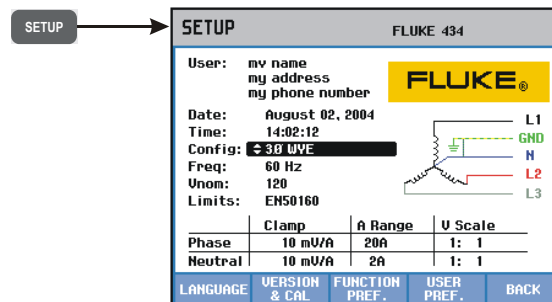 SETUP
SETUP FLUKE 434
User: my name
my address
my phone number
FLUKE®
Date: August 02, 2004
Time: 14:02:12
Config: 3Ø WYE
Freq: 60 Hz
Vnom: 120
Limits: EN50160
L1
GND
N
L2
L3
Clamp A Range V Scale
Phase 10 mV/A 20A 1: 1
Neutral 10 mV/A 2A 1: 1
LANGUAGE VERSION & CAL FUNCTION PREF. USER PREF. BACK